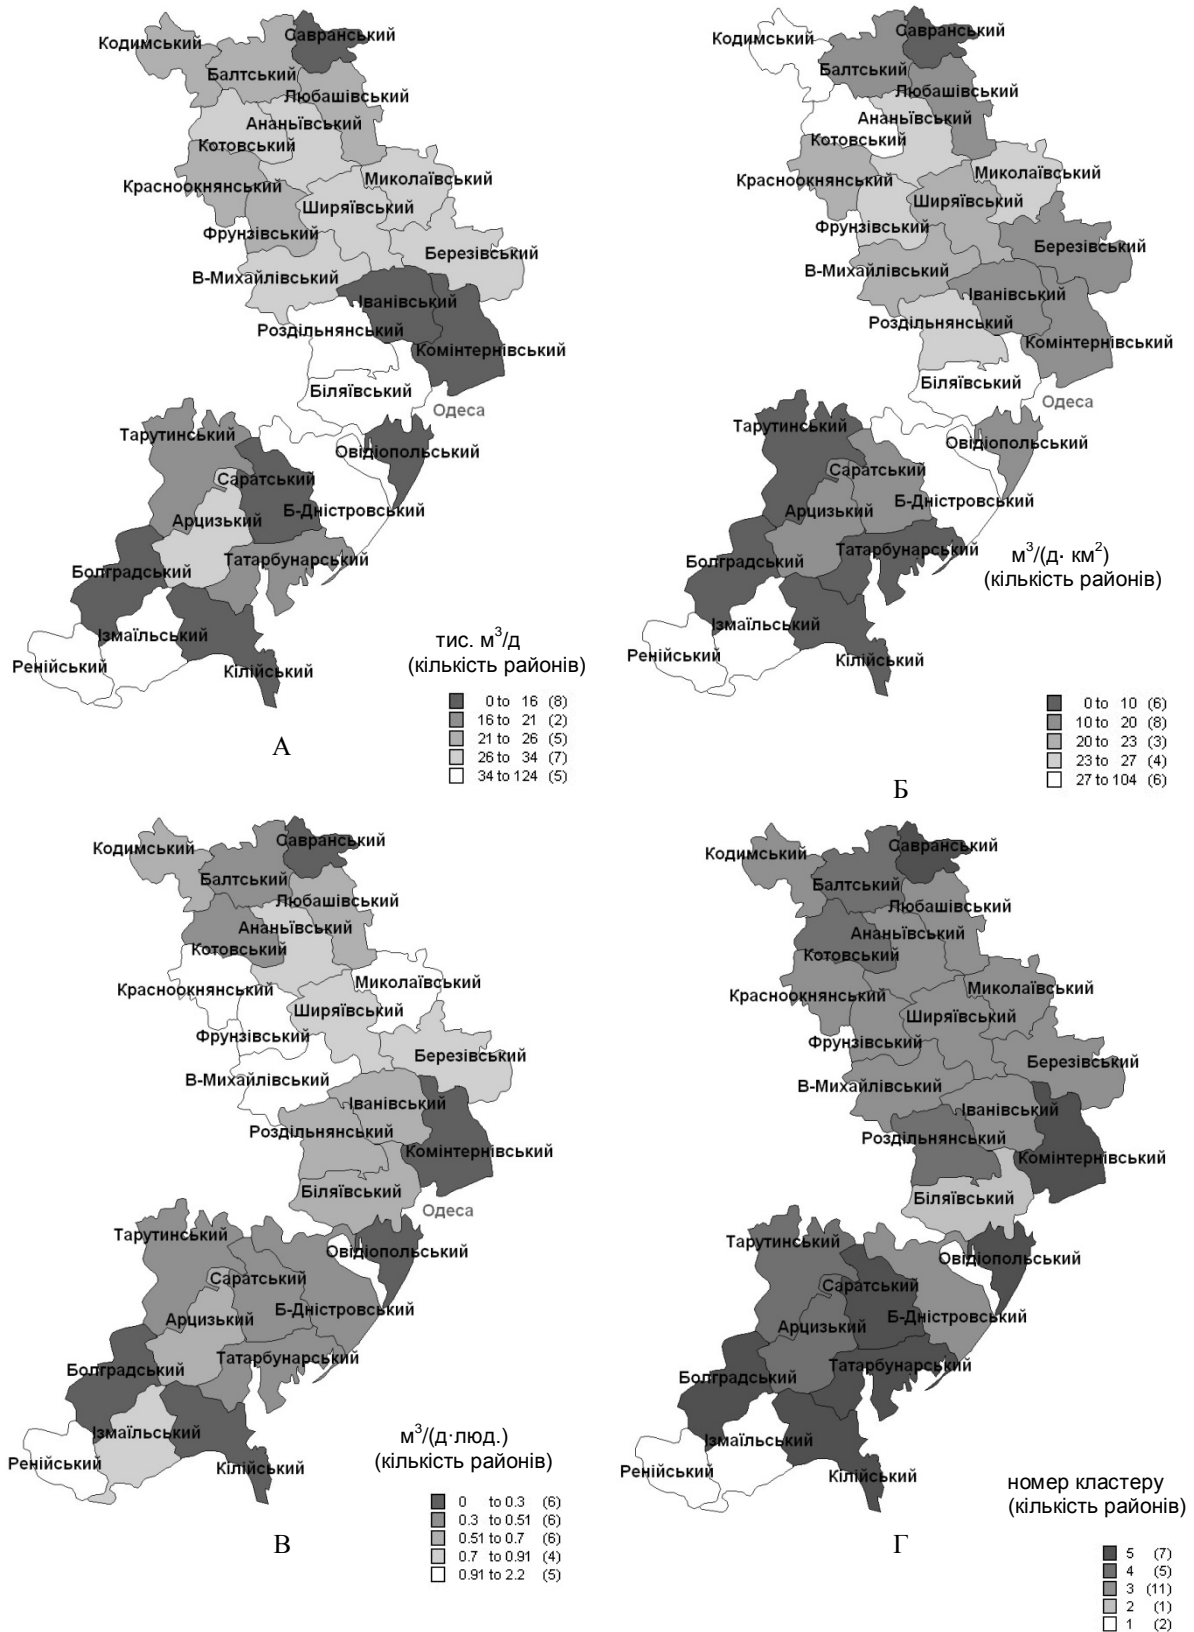 Кодимський
Савранський
Балтський
Любашівський
Ананьївський
Котовський
Миколаївський
Красноокнянський
Ширяївський
Фрунзівський
Березівський
В-Михайлівський
Іванівський
Роздільнянський
Комінтернівський
Біляївський
Одеса
Тарутинський
Овідіопольський
Саратський
Б-Дністровський
Арцизький
Татарбунарський
Болградський
Ізмаїльський
Ренійський
Кілійський
тис. м³/д
(кількість районів)
0 to 16 (8)
16 to 21 (2)
21 to 26 (5)
26 to 34 (7)
34 to 124 (5)
А
Кодимський
Савранський
Балтський
Любашівський
Ананьївський
Котовський
Миколаївський
Красноокнянський
Ширяївський
Фрунзівський
Березівський
В-Михайлівський
Іванівський
Роздільнянський
Комінтернівський
Біляївський
Одеса
Тарутинський
Овідіопольський
Саратський
Б-Дністровський
Арцизький
Татарбунарський
Болградський
Ізмаїльський
Ренійський
Кілійський
м³/(д· км²)
(кількість районів)
0 to 10 (6)
10 to 20 (8)
20 to 23 (3)
23 to 27 (4)
27 to 104 (6)
Б
Кодимський
Савранський
Балтський
Любашівський
Ананьївський
Котовський
Миколаївський
Красноокнянський
Ширяївський
Фрунзівський
Березівський
В-Михайлівський
Іванівський
Роздільнянський
Комінтернівський
Біляївський
Одеса
Тарутинський
Овідіопольський
Саратський
Б-Дністровський
Арцизький
Татарбунарський
Болградський
Ізмаїльський
Ренійський
Кілійський
м³/(д·люд.)
(кількість районів)
0 to 0.3 (6)
0.3 to 0.51 (6)
0.51 to 0.7 (6)
0.7 to 0.91 (4)
0.91 to 2.2 (5)
В
Кодимський
Савранський
Балтський
Любашівський
Ананьївський
Котовський
Миколаївський
Красноокнянський
Ширяївський
Фрунзівський
Березівський
В-Михайлівський
Іванівський
Роздільнянський
Комінтернівський
Біляївський
Тарутинський
Овідіопольський
Саратський
Б-Дністровський
Арцизький
Татарбунарський
Болградський
Ізмаїльський
Ренійський
Кілійський
номер кластеру
(кількість районів)
5 (7)
4 (5)
3 (11)
2 (1)
1 (2)
Г